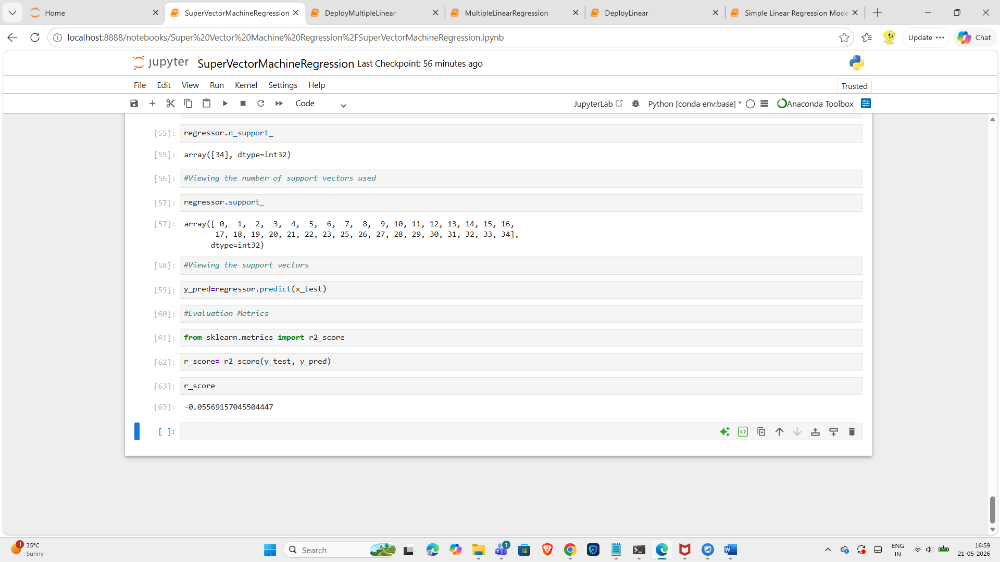 Home
SuperVectorMachineRegression
DeployMultipleLinear
MultipleLinearRegression
DeployLinear
Simple Linear Regression Mode
localhost:8888/notebooks/Super%20Vector%20Machine%20Regression%2FSuperVectorMachineRegression.ipynb
Update
Chat
jupyter
SuperVectorMachineRegression Last Checkpoint: 56 minutes ago
File Edit View Run Kernel Settings Help
Trusted
Code
JupyterLab
Python [conda env:base] *
Anaconda Toolbox
[55]: regressor.n_support_
[55]: array([34], dtype=int32)
[56]: #Viewing the number of support vectors used
[57]: regressor.support_
[57]: array([ 0, 1, 2, 3, 4, 5, 6, 7, 8, 9, 10, 11, 12, 13, 14, 15, 16,
17, 18, 19, 20, 21, 22, 23, 25, 26, 27, 28, 29, 30, 31, 32, 33, 34],
dtype=int32)
[58]: #Viewing the support vectors
[59]: y_pred=regressor.predict(x_test)
[60]: #Evaluation Metrics
[61]: from sklearn.metrics import r2_score
[62]: r_score= r2_score(y_test, y_pred)
[63]: r_score
[63]: -0.05569157045504447
[ ]:
1
35°C
Sunny
Search
1
ENG
IN
16:59
21-05-2026